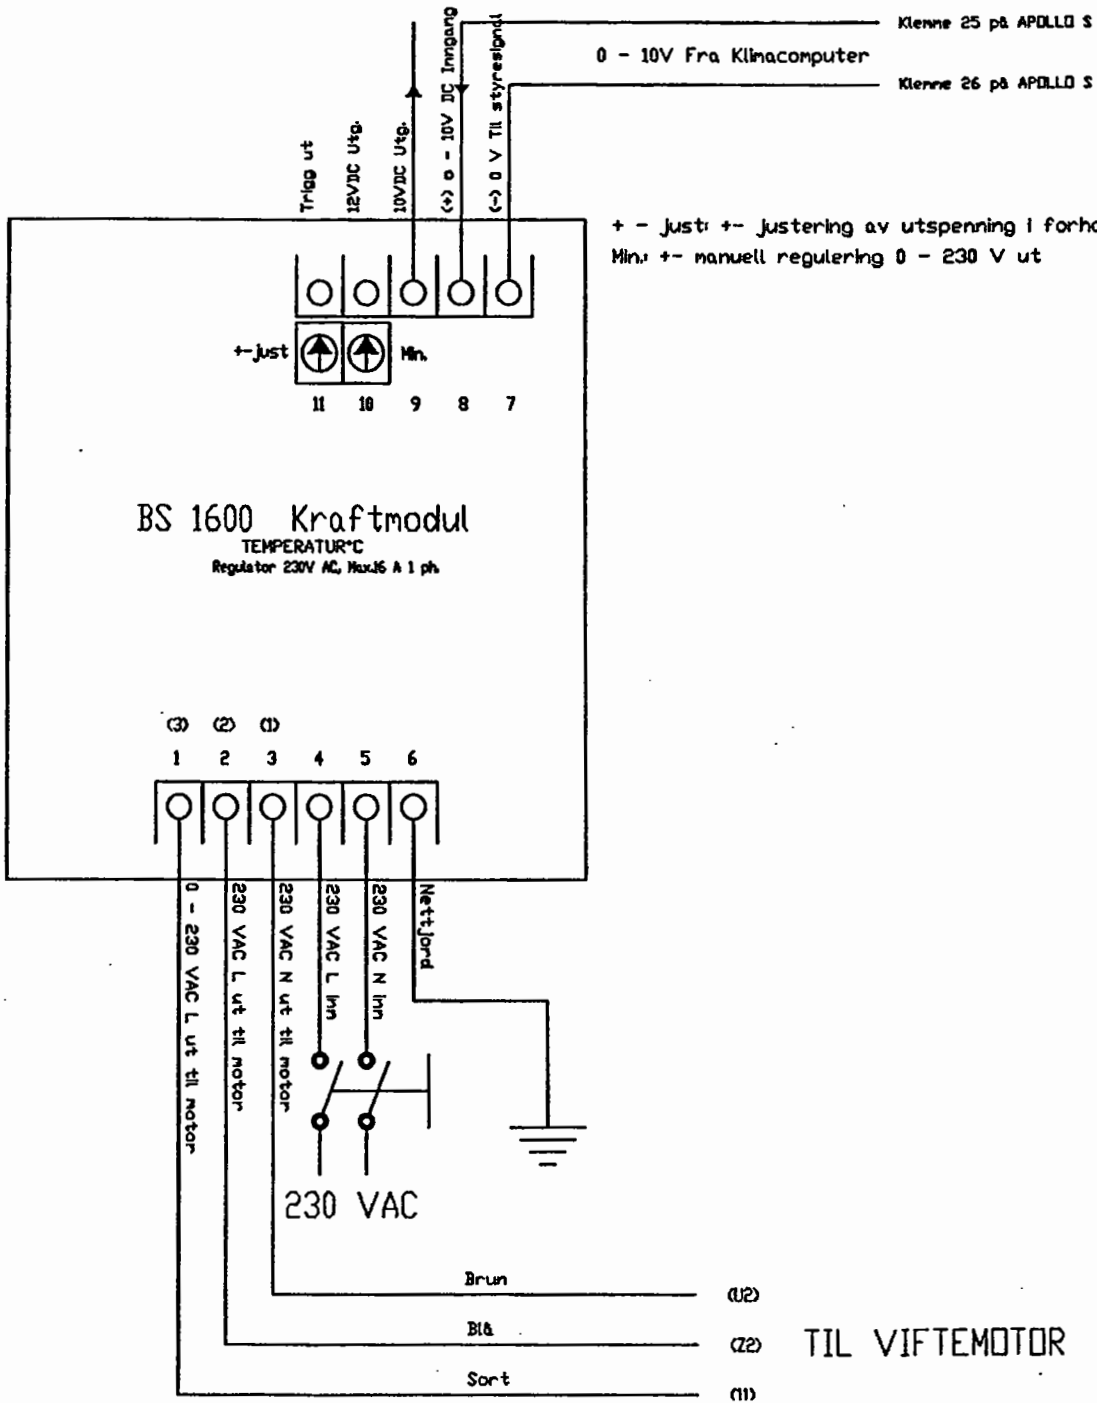 Klemme 25 på APOLLO S
0 - 10V Fra Klimacomputer
Klemme 26 på APOLLO S
Trigg ut
12VDC Utg.
10VDC Utg.
(+) 0 - 10V DC Inngang
(-) 0 V Til styresignal
+ - just: +- justering av utspenning i
Min.: +- manuell regulering 0 - 230 V ut
+-just
Min.
11 10 9 8 7
BS 1600 Kraftmodul
TEMPERATUR°C
Regulator 230V AC, Max.16 A 1 ph.
(3) (2) (1)
1 2 3 4 5 6
0 - 230 VAC L ut til motor
230 VAC L ut til motor
230 VAC N ut til motor
230 VAC L inn
230 VAC N inn
Nettjord
230 VAC
Brun
(U2)
Blå
(Z2)
TIL VIFTEMOTOR
Sort
(11)